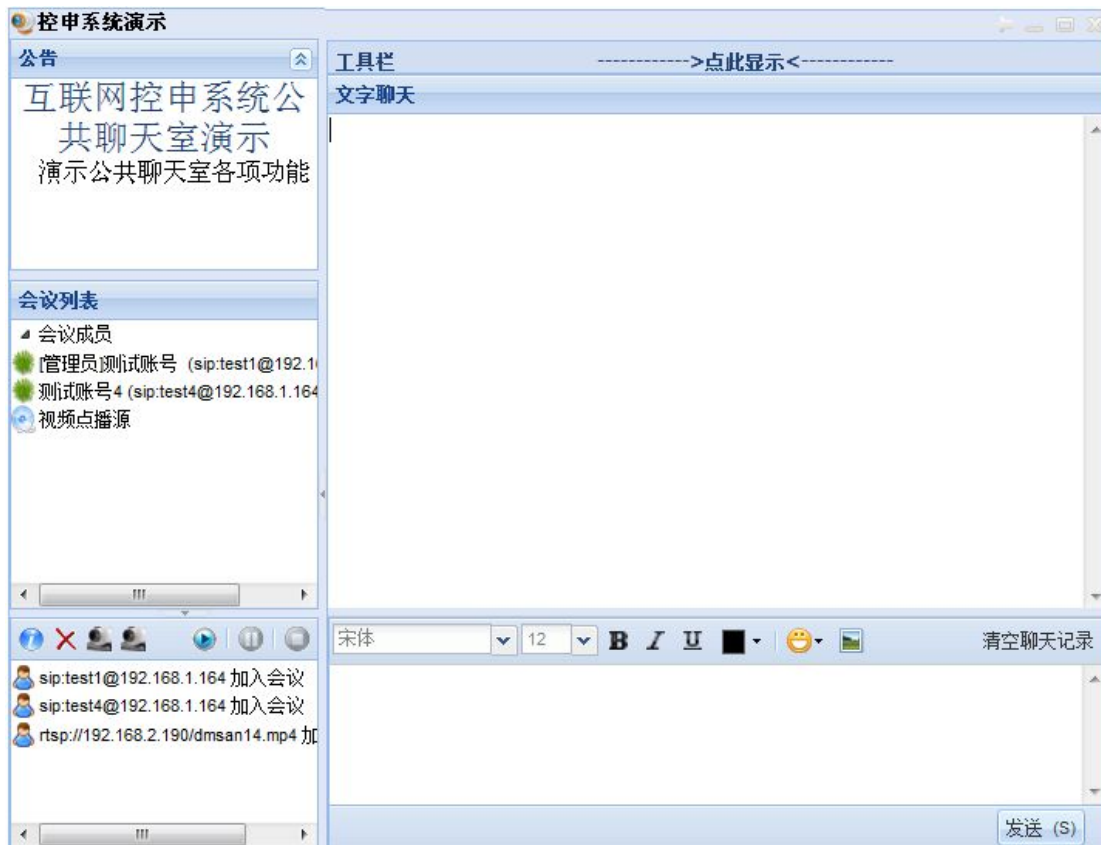 控申系统演示
公告
互联网控申系统公
共聊天室演示
演示公共聊天室各项功能
会议列表
会议成员
[管理员]测试账号 (sip:test1@192.1
测试账号4 (sip:test4@192.168.1.164
视频点播源
sip:test1@192.168.1.164 加入会议
sip:test4@192.168.1.164 加入会议
rtsp://192.168.2.190/dmsan14.mp4 加
工具栏 ------------>点此显示<------------
文字聊天
宋体 12 B I U 清空聊天记录
发送 (S)